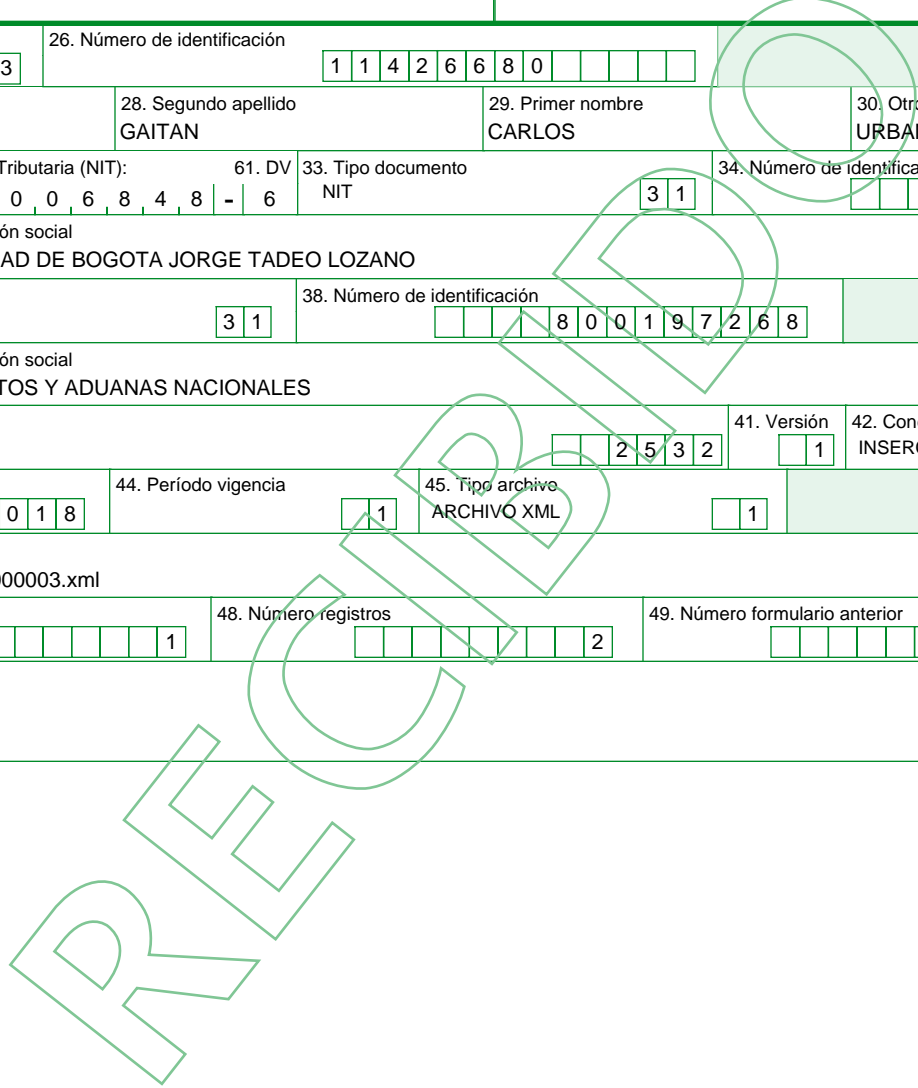 26. Número de identificación
3 1 1 4 2 6 6 8 0
28. Segundo apellido 29. Primer nombre 30. Otro
GAITAN CARLOS URBAN
Tributaria (NIT): 61. DV 33. Tipo documento 34. Número de identifica
0 0 6 8 4 8 - 6 NIT 3 1
ón social
AD DE BOGOTA JORGE TADEO LOZANO
38. Número de identificación
3 1 8 0 0 1 9 7 2 6 8
ón social
TOS Y ADUANAS NACIONALES
41. Versión 42. Con
2 5 3 2 1 INSER
44. Período vigencia 45. Tipo archivo
0 1 8 1 ARCHIVO XML 1
000003.xml
48. Número registros 49. Número formulario anterior
1 2
RECIBIDO